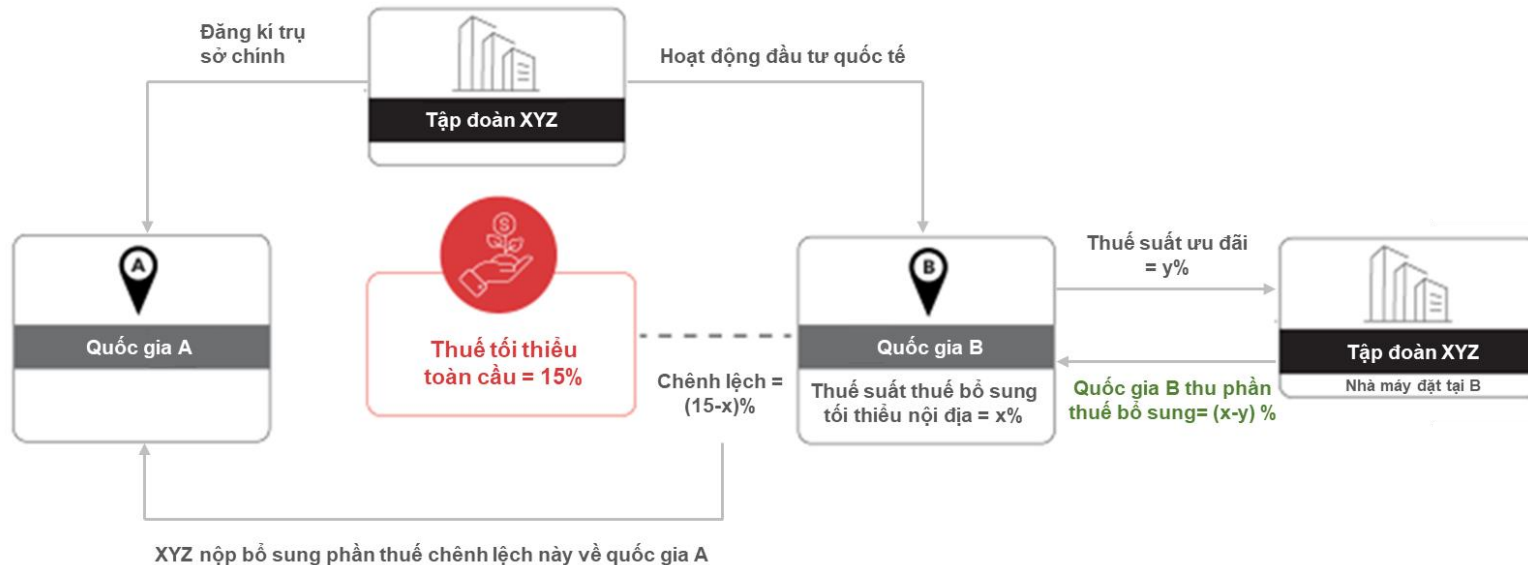 Đăng kí trụ
sở chính
Hoạt động đầu tư quốc tế
Tập đoàn XYZ
A
Quốc gia A
S
Thuế tối thiểu
toàn cầu = 15%
Chênh lệch =
(15-x)%
B
Quốc gia B
Thuế suất thuế bổ sung
tối thiểu nội địa = x%
Thuế suất ưu đãi
= y%
Quốc gia B thu phần
thuế bổ sung= (x-y) %
Tập đoàn XYZ
Nhà máy đặt tại B
XYZ nộp bổ sung phần thuế chênh lệch này về quốc gia A